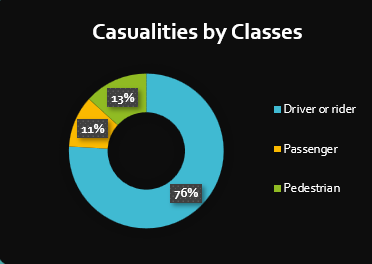 Casualities by Classes
13%
11%
76%
Driver or rider
Passenger
Pedestrian